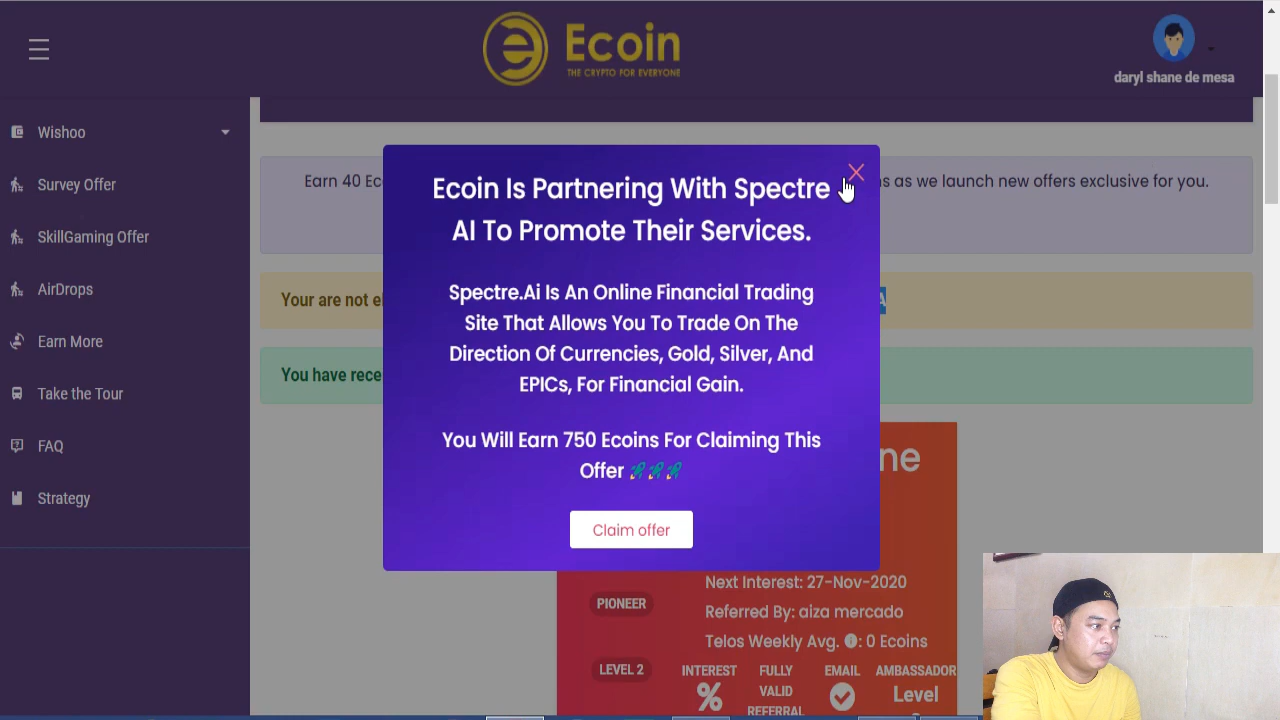 Ecoin
THE CRYPTO FOR EVERYONE
daryl shane de mesa
Wishoo
Survey Offer
SkillGaming Offer
AirDrops
Earn More
Take the Tour
FAQ
Strategy
Earn 40 Ec
ns as we launch new offers exclusive for you.
Your are not el
A
You have rece
Ecoin Is Partnering With Spectre
AI To Promote Their Services.
Spectre.Ai Is An Online Financial Trading
Site That Allows You To Trade On The
Direction Of Currencies, Gold, Silver, And
EPICs, For Financial Gain.
You Will Earn 750 Ecoins For Claiming This
Offer 🚀🚀🚀
Claim offer
ne
Next Interest: 27-Nov-2020
PIONEER
Referred By: aiza mercado
Telos Weekly Avg. : 0 Ecoins
LEVEL 2
INTEREST
%
FULLY
VALID
REFERRAL
EMAIL
AMBASSADOR
Level